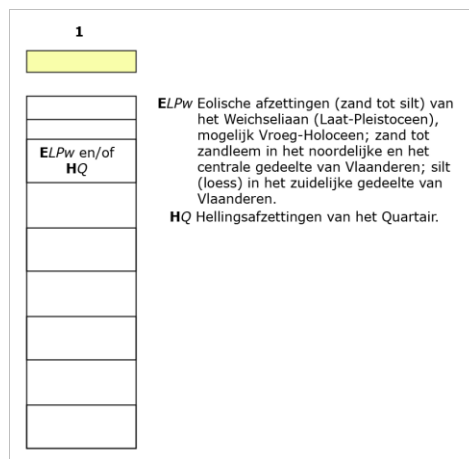 1
ELPw en/of
HQ
ELPw Eolische afzettingen (zand tot silt) van
het Weichseliaan (Laat-Pleistoceen),
mogelijk Vroeg-Holoceen; zand tot
zandleem in het noordelijke en het
centrale gedeelte van Vlaanderen; silt
(loess) in het zuidelijke gedeelte van
Vlaanderen.
HQ Hellingsafzettingen van het Quartair.